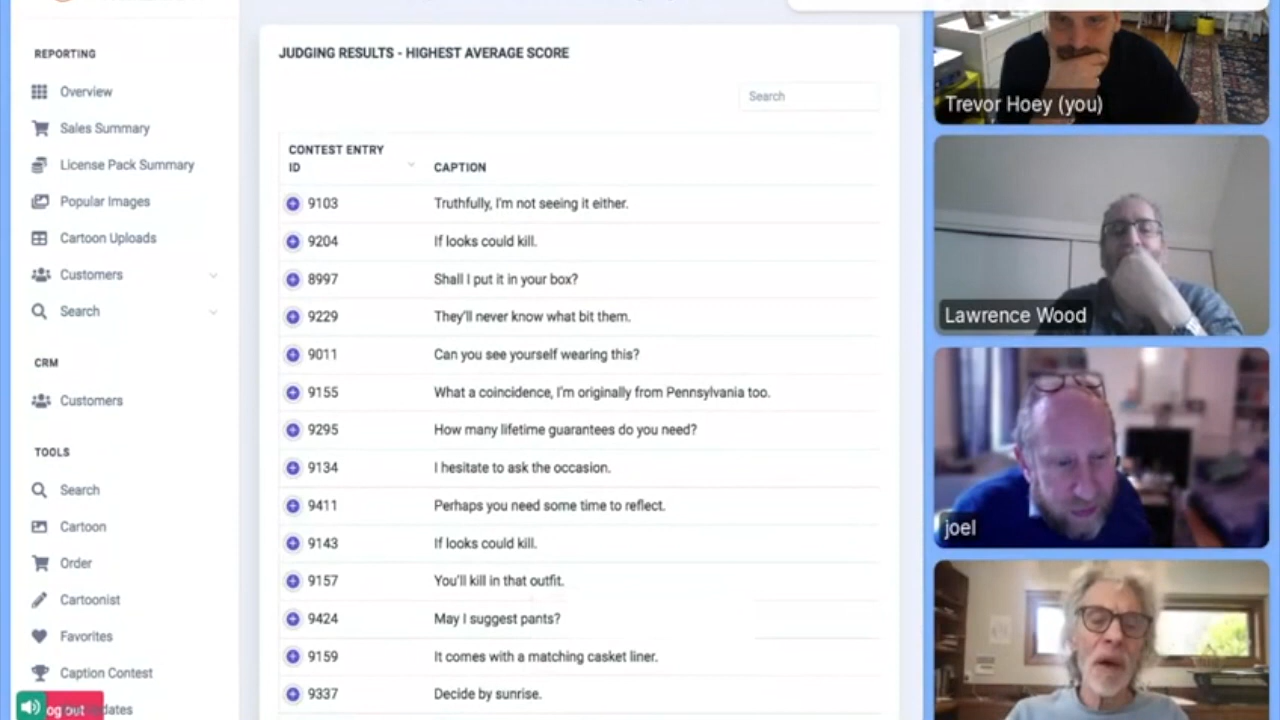 REPORTING
Overview
Sales Summary
License Pack Summary
Popular Images
Cartoon Uploads
Customers
Search
CRM
Customers
TOOLS
Search
Cartoon
Order
Cartoonist
Favorites
Caption Contest
og out
dates
JUDGING RESULTS - HIGHEST AVERAGE SCORE
Search
CONTEST ENTRY
ID CAPTION
9103 Truthfully, I'm not seeing it either.
9204 If looks could kill.
8997 Shall I put it in your box?
9229 They'll never know what bit them.
9011 Can you see yourself wearing this?
9155 What a coincidence, I'm originally from Pennsylvania too.
9295 How many lifetime guarantees do you need?
9134 I hesitate to ask the occasion.
9411 Perhaps you need some time to reflect.
9143 If looks could kill.
9157 You'll kill in that outfit.
9424 May I suggest pants?
9159 It comes with a matching casket liner.
9337 Decide by sunrise.
Trevor Hoey (you)
Lawrence Wood
joel